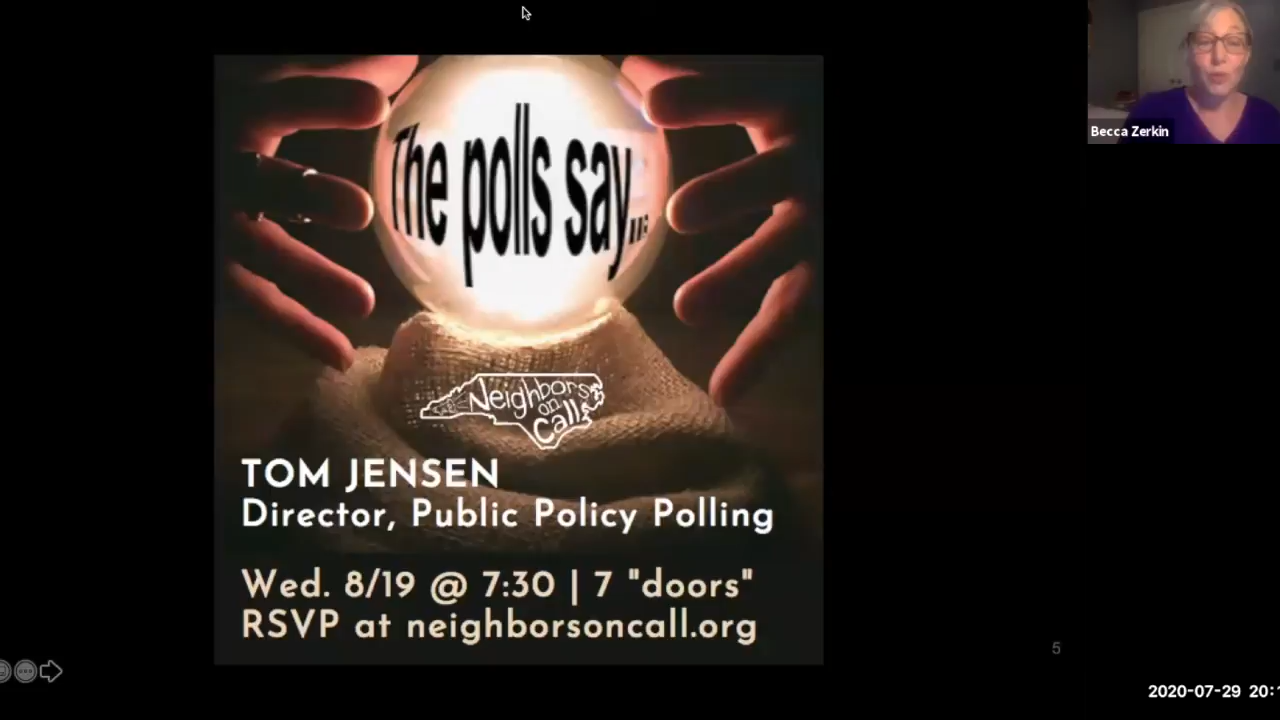 The polls say...
Neighbors
on
Call
TOM JENSEN
Director, Public Policy Polling
Wed. 8/19 @ 7:30 | 7 "doors"
RSVP at neighborsoncall.org
Becca Zerkin
5
2020-07-29 20: